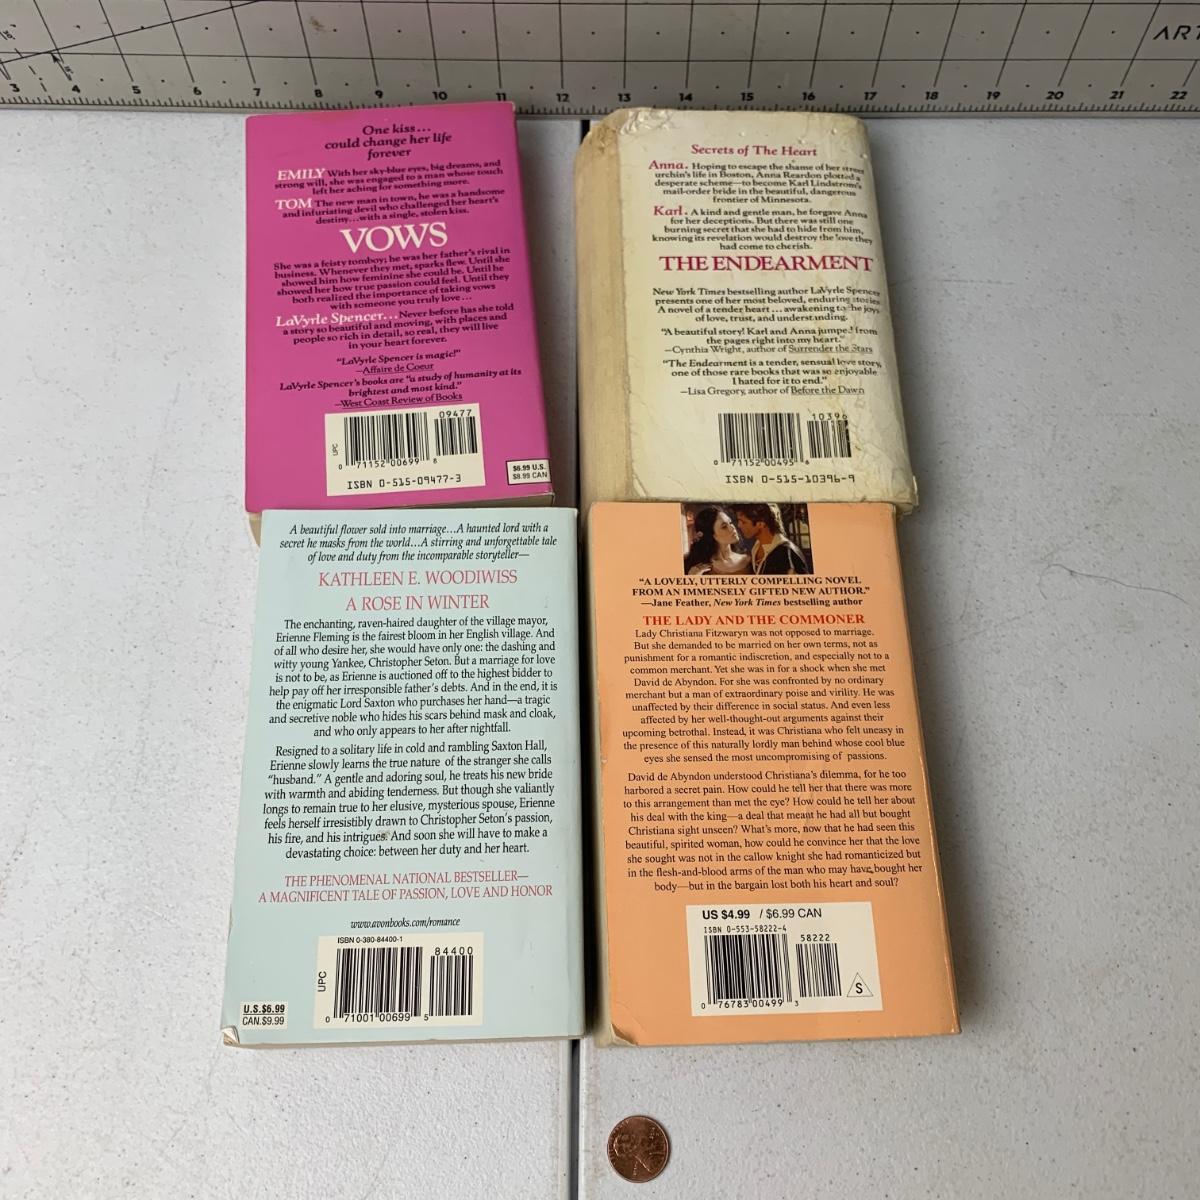 ART
3 4 5 6 7 8 9 10 11 12 13 14 15 16 17 18 19 20 21 22
One kiss...
could change her life
forever
EMILY With her sky-blue eyes, big dreams, and
strong will, she was engaged to a man whose touch
left her aching for something more.
TOM The new man in town, he was a handsome
and infuriating devil who challenged her heart's
destiny...with a single, stolen kiss.
VOWS
She was a feisty tomboy; he was her father's rival in
business. Whenever they met, sparks flew. Until she
showed him how feminine she could be. Until he
showed her how true passion could feel. Until they
both realized the importance of taking vows
with someone you truly love...
LaVyrle Spencer...Never before has she told
a story so beautiful and moving, with places and
people so rich in detail, so real, they will live
in your heart forever.
"LaVyrle Spencer is magic!"
—Affaire de Coeur
LaVyrle Spencer's books are "a study of humanity at its
brightest and most kind."
—West Coast Review of Books
09477
UPC
0 71152 00699 8
ISBN 0-515-09477-3
$6.99 U.S.
$8.99 CAN
Secrets of The Heart
Anna. Hoping to escape the shame of her street
urchin's life in Boston, Anna Reardon plotted a
desperate scheme—to become Karl Lindstrom's
mail-order bride in the beautiful, dangerous
frontier of Minnesota.
Karl. A kind and gentle man, he forgave Anna
for her deceptions. But there was still one
burning secret that she had to hide from him,
knowing its revelation would destroy the love they
had come to cherish.
THE ENDEARMENT
New York Times bestselling author LaVyrle Spencer
presents one of her most beloved, enduring stories
A novel of a tender heart...awakening to the joys
of love, trust, and understanding.
"A beautiful story! Karl and Anna jumped from
the pages right into my heart."
—Cynthia Wright, author of Surrender the Stars
"The Endearment is a tender, sensual love story,
one of those rare books that was so enjoyable
I hated for it to end."
—Lisa Gregory, author of Before the Dawn
10396
0 71152 00495 6
ISBN 0-515-10396-9
A beautiful flower sold into marriage...A haunted lord with a
secret he masks from the world...A stirring and unforgettable tale
of love and duty from the incomparable storyteller—
KATHLEEN E. WOODIWISS
A ROSE IN WINTER
The enchanting, raven-haired daughter of the village mayor,
Erienne Fleming is the fairest bloom in her English village. And
of all who desire her, she would have only one: the dashing and
witty young Yankee, Christopher Seton. But a marriage for love
is not to be, as Erienne is auctioned off to the highest bidder to
help pay off her irresponsible father's debts. And in the end, it is
the enigmatic Lord Saxton who purchases her hand—a tragic
and secretive noble who hides his scars behind mask and cloak,
and who only appears to her after nightfall.
Resigned to a solitary life in cold and rambling Saxton Hall,
Erienne slowly learns the true nature of the stranger she calls
"husband." A gentle and adoring soul, he treats his new bride
with warmth and abiding tenderness. But though she valiantly
longs to remain true to her elusive, mysterious spouse, Erienne
feels herself irresistibly drawn to Christopher Seton's passion,
his fire, and his intrigues. And soon she will have to make a
devastating choice: between her duty and her heart.
THE PHENOMENAL NATIONAL BESTSELLER—
A MAGNIFICENT TALE OF PASSION, LOVE AND HONOR
www.avonbooks.com/romance
ISBN 0-380-84400-1
84400
UPC
0 71001 00699 5
U.S.$6.99
CAN.$9.99
"A LOVELY, UTTERLY COMPELLING NOVEL
FROM AN IMMENSELY GIFTED NEW AUTHOR."
—Jane Feather, New York Times bestselling author
THE LADY AND THE COMMONER
Lady Christiana Fitzwaryn was not opposed to marriage.
But she demanded to be married on her own terms, not as
punishment for a romantic indiscretion, and especially not to a
common merchant. Yet she was in for a shock when she met
David de Abyndon. For she was confronted by no ordinary
merchant but a man of extraordinary poise and virility. He was
unaffected by their difference in social status. And even less
affected by her well-thought-out arguments against their
upcoming betrothal. Instead, it was Christiana who felt uneasy in
the presence of this naturally lordly man behind whose cool blue
eyes she sensed the most uncompromising of passions.
David de Abyndon understood Christiana's dilemma, for he too
harbored a secret pain. How could he tell her that there was more
to this arrangement than met the eye? How could he tell her about
his deal with the king—a deal that meant he had all but bought
Christiana sight unseen? What's more, now that he had seen this
beautiful, spirited woman, how could he convince her that the love
she sought was not in the callow knight she had romanticized but
in the flesh-and-blood arms of the man who may have bought her
body—but in the bargain lost both his heart and soul?
US $4.99 / $6.99 CAN
ISBN 0-553-58222-4
58222
0 76783 00499 3
S